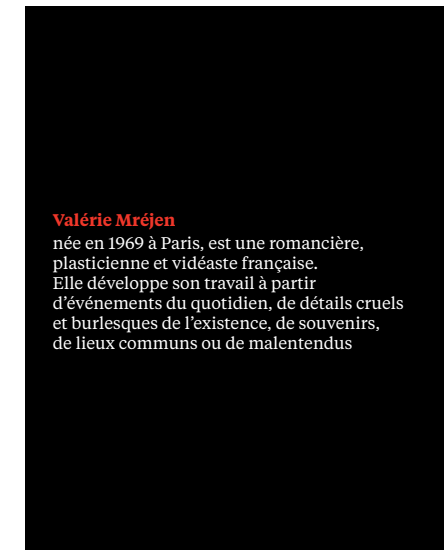 Valérie Mréjen
née en 1969 à Paris, est une romancière,
plasticienne et vidéaste française.
Elle développe son travail à partir
d’événements du quotidien, de détails cruels
et burlesques de l’existence, de souvenirs,
de lieux communs ou de malentendus